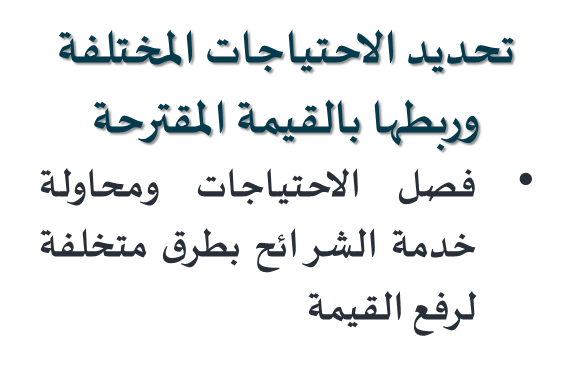 تحديد الاحتياجات المختلفة
وربطها بالقيمة المقترحة
• فصل الاحتياجات ومحاولة
خدمة الشرائح بطرق متخلفة
لرفع القيمة